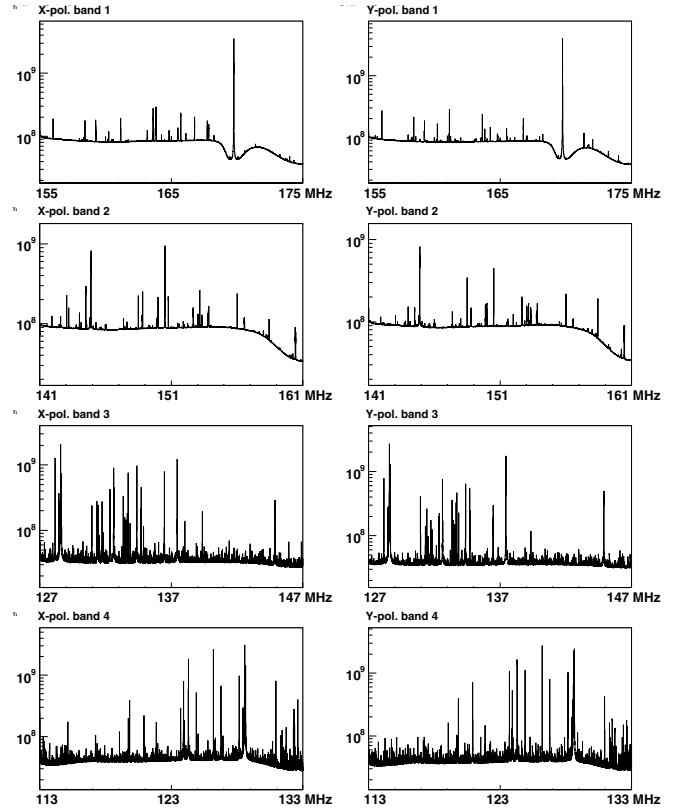 X-pol. band 1
Y-pol. band 1
10⁹
10⁸
155 165 175 MHz
10⁹
10⁸
155 165 175 MHz
X-pol. band 2
Y-pol. band 2
10⁹
10⁸
141 151 161 MHz
10⁹
10⁸
141 151 161 MHz
X-pol. band 3
Y-pol. band 3
10⁹
10⁸
127 137 147 MHz
10⁹
10⁸
127 137 147 MHz
X-pol. band 4
Y-pol. band 4
10⁹
10⁸
113 123 133 MHz
10⁹
10⁸
113 123 133 MHz